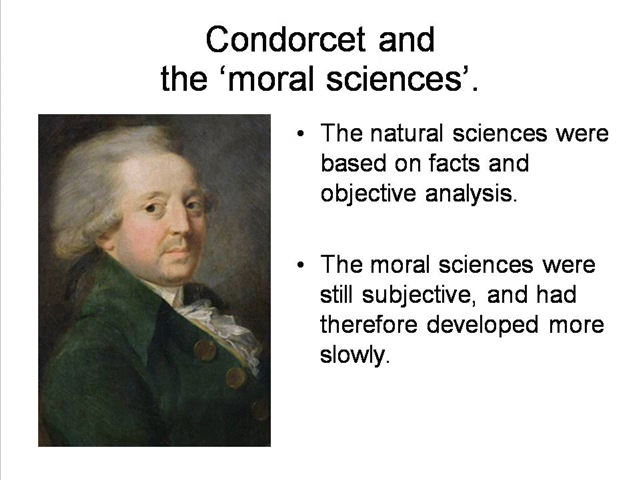 Condorcet and
the ‘moral sciences’.
• The natural sciences were
based on facts and
objective analysis.
• The moral sciences were
still subjective, and had
therefore developed more
slowly.